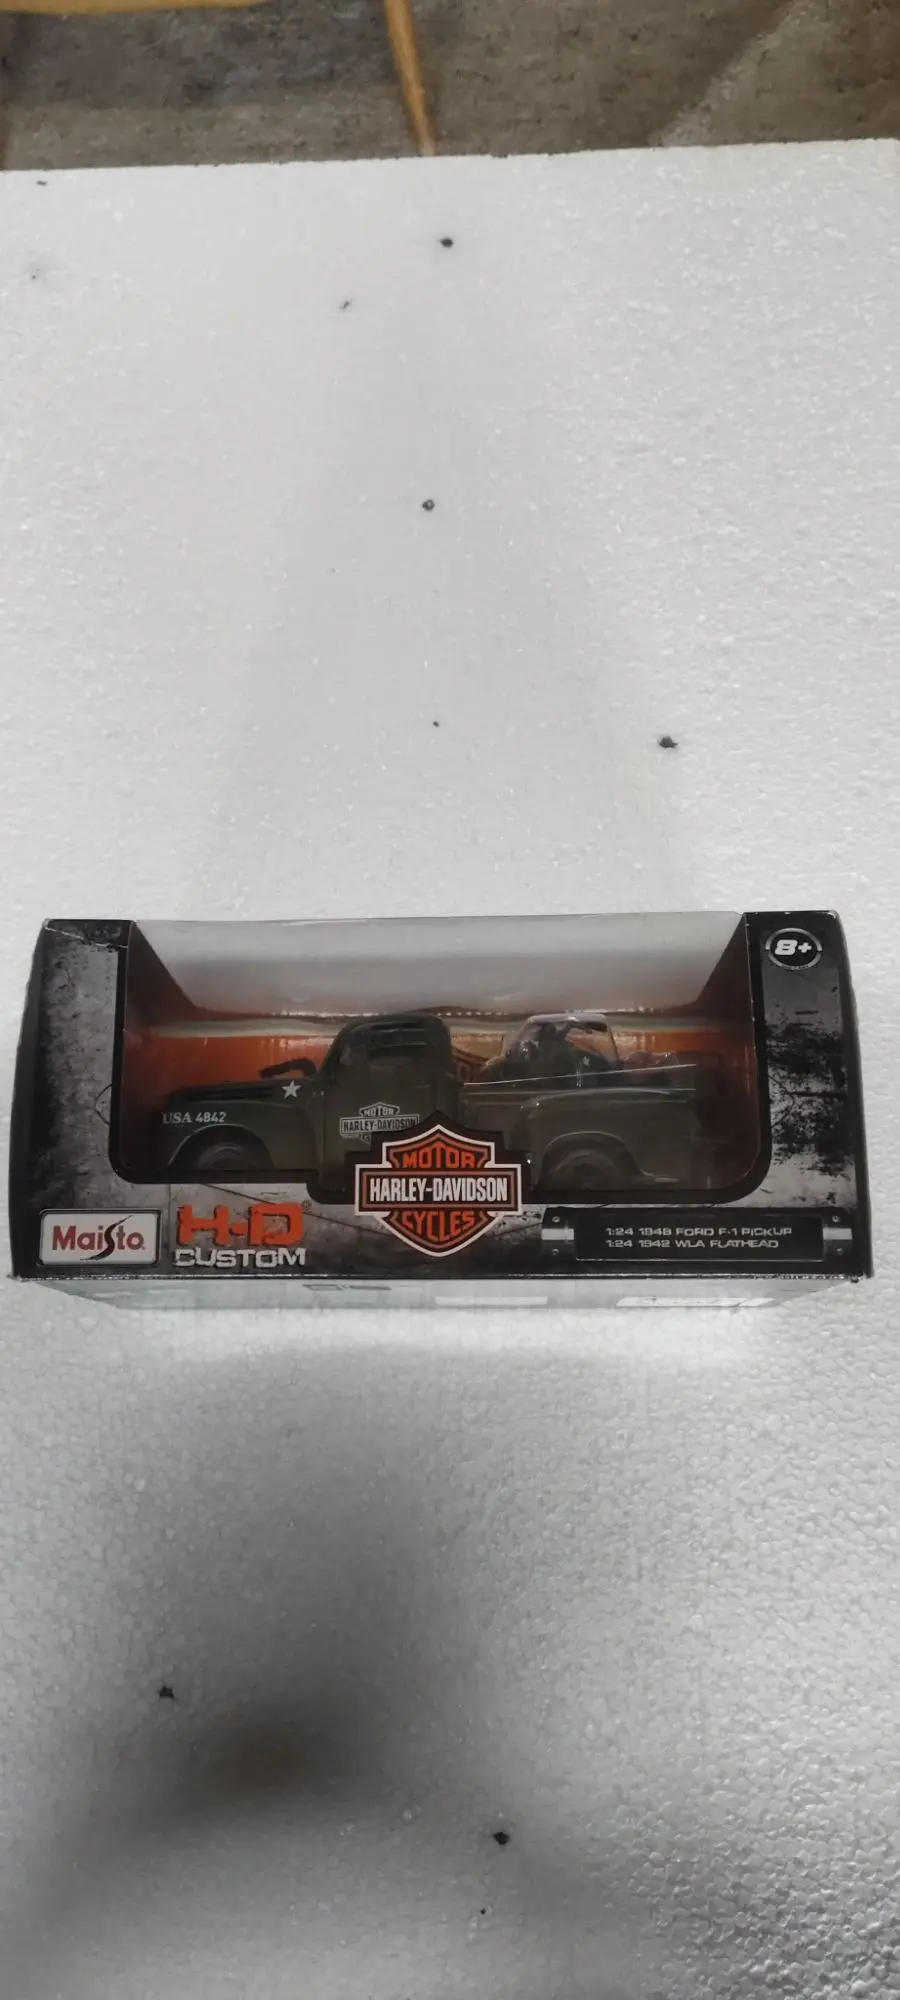 8+
USA 4842
MOTOR
HARLEY-DAVIDSON
MOTOR
HARLEY-DAVIDSON
CYCLES
Maisto
H-D
CUSTOM
1:24 1948 FORD F-1 PICKUP
1:24 1942 WLA FLATHEAD